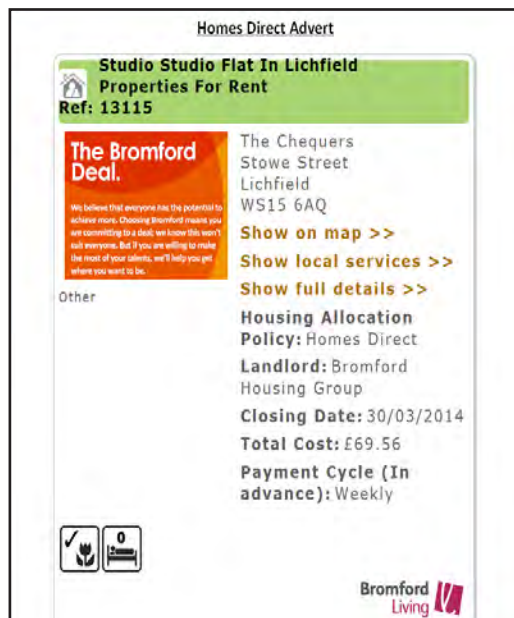 Homes Direct Advert
Studio Studio Flat In Lichfield
Properties For Rent
Ref: 13115
The Bromford
Deal.
We believe that everyone has the potential to
achieve more. Choosing Bromford means you
are committing to a deal; we know this won't
suit everyone. But if you are willing to make
the most of your talents, we'll help you get
where you want to be.
Other
The Chequers
Stowe Street
Lichfield
WS15 6AQ
Show on map >>
Show local services >>
Show full details >>
Housing Allocation
Policy: Homes Direct
Landlord: Bromford
Housing Group
Closing Date: 30/03/2014
Total Cost: £69.56
Payment Cycle (In
advance): Weekly
0
Bromford
Living